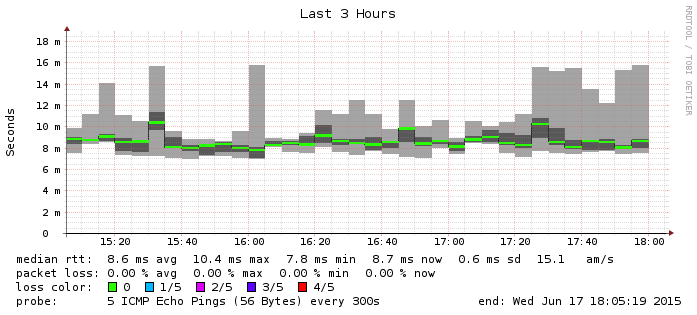 Last 3 Hours
RRDTOOL / TOBI OETIKER
Seconds
18 m
16 m
14 m
12 m
10 m
8 m
6 m
4 m
2 m
0
15:20 15:40 16:00 16:20 16:40 17:00 17:20 17:40 18:00
median rtt: 8.6 ms avg 10.4 ms max 7.8 ms min 8.7 ms now 0.6 ms sd 15.1 am/s
packet loss: 0.00 % avg 0.00 % max 0.00 % min 0.00 % now
loss color: 0 1/5 2/5 3/5 4/5
probe: 5 ICMP Echo Pings (56 Bytes) every 300s end: Wed Jun 17 18:05:19 2015